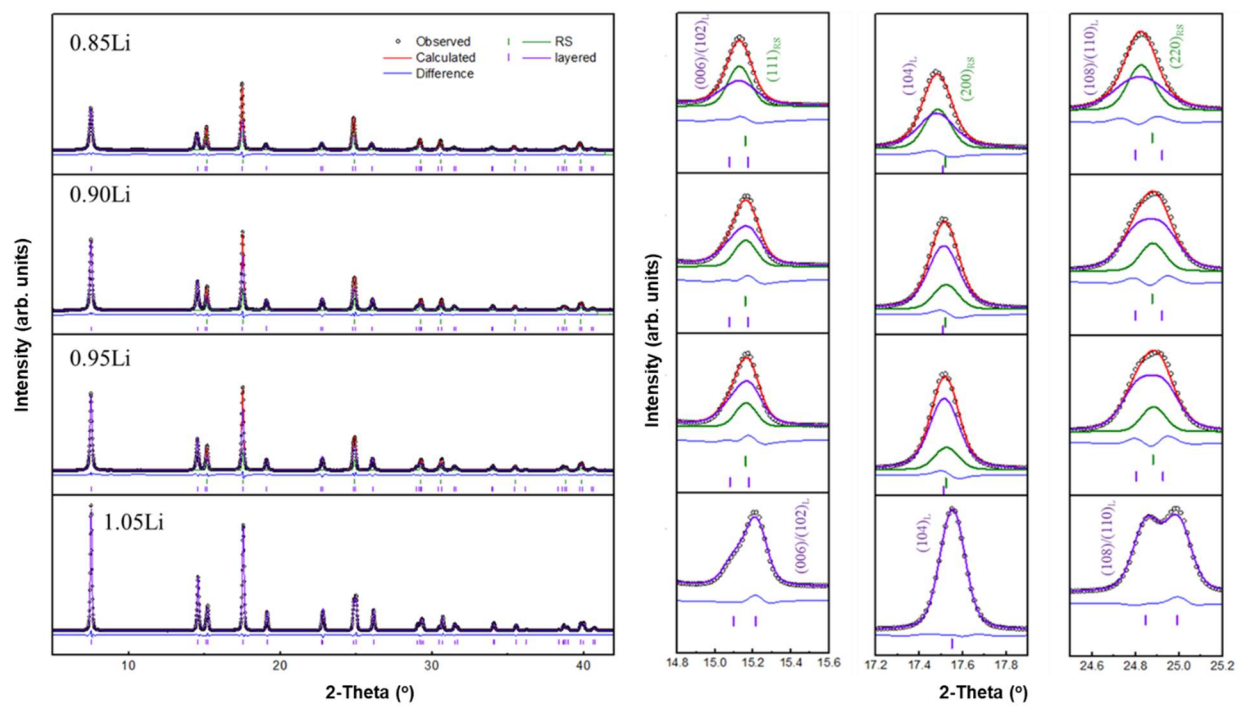 0.85Li
Observed
Calculated
Difference
RS
layered
0.90Li
0.95Li
1.05Li
Intensity (arb. units)
10 20 30 40
2-Theta (º)
(006)/(102)L
(111)RS
(104)L
(200)RS
(108)/(110)L
(220)RS
Intensity (arb. units)
(006)/(102)L
(104)L
(108)/(110)L
14.8 15.0 15.2 15.4 15.6
17.2 17.4 17.6 17.8
24.6 24.8 25.0 25.2
2-Theta (º)